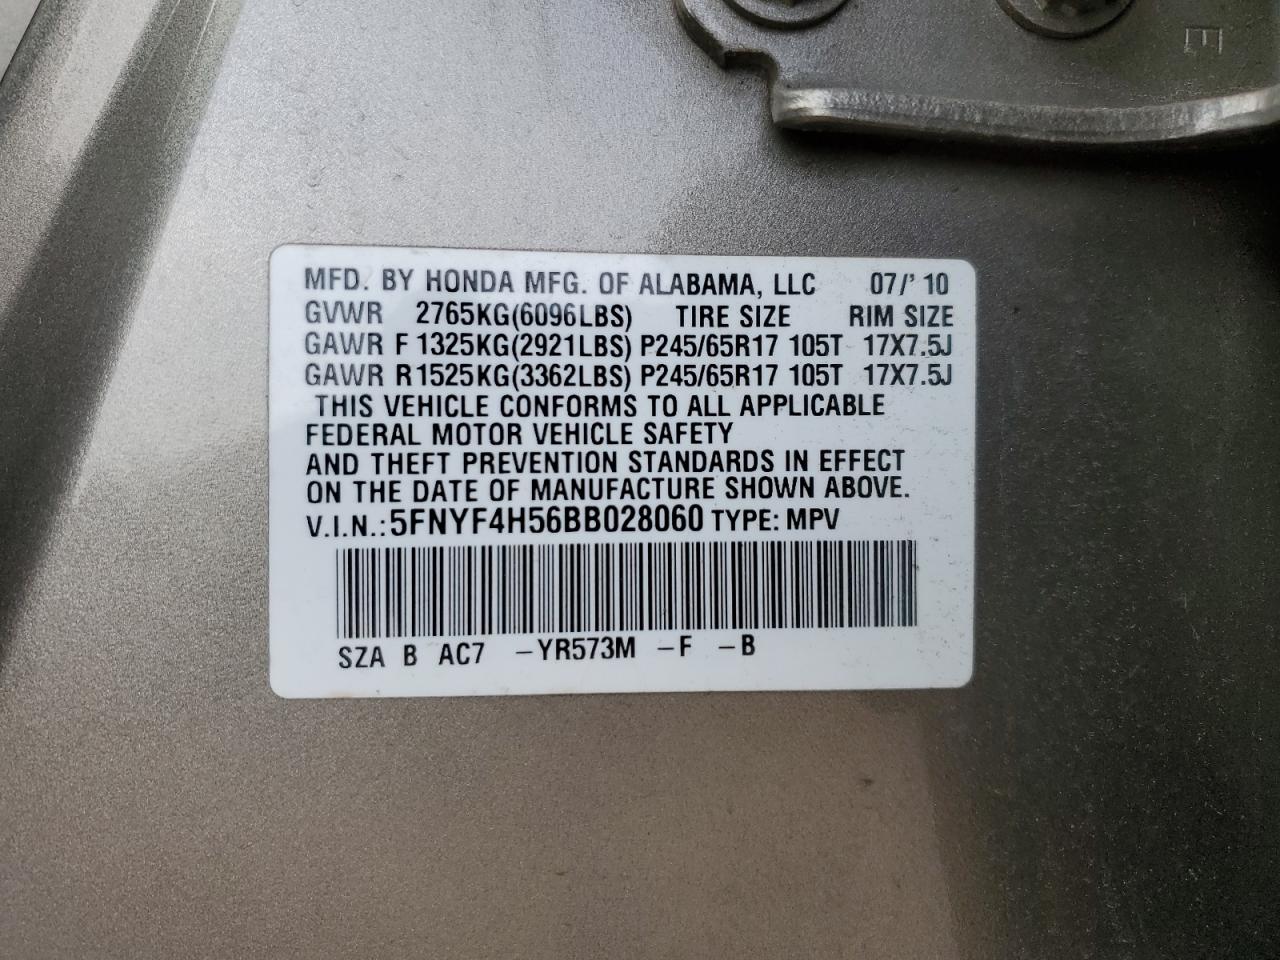 E
MFD. BY HONDA MFG. OF ALABAMA, LLC 07/' 10
GVWR 2765KG(6096LBS) TIRE SIZE RIM SIZE
GAWR F 1325KG(2921LBS) P245/65R17 105T 17X7.5J
GAWR R 1525KG(3362LBS) P245/65R17 105T 17X7.5J
THIS VEHICLE CONFORMS TO ALL APPLICABLE
FEDERAL MOTOR VEHICLE SAFETY
AND THEFT PREVENTION STANDARDS IN EFFECT
ON THE DATE OF MANUFACTURE SHOWN ABOVE.
V.I.N.: 5FNYF4H56BB028060 TYPE: MPV
SZA B AC7 -YR573M -F -B